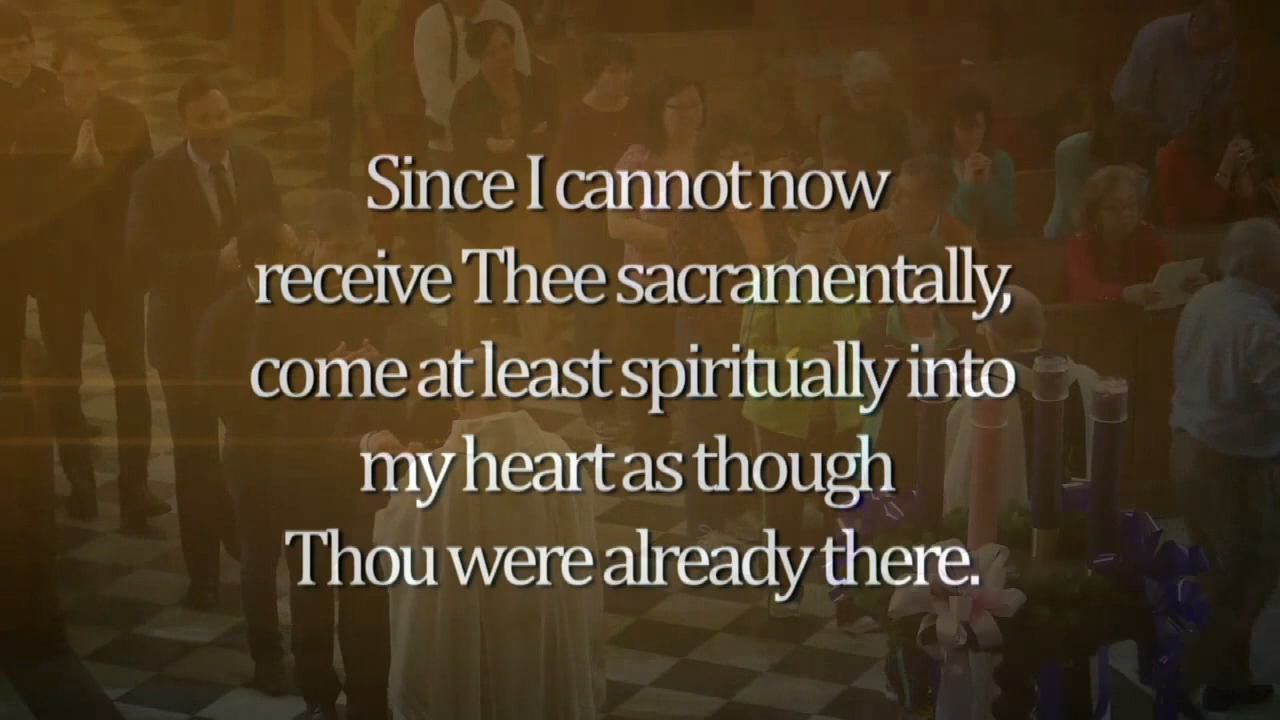 Since I cannot now
receive Thee sacramentally,
come at least spiritually into
my heart as though
Thou were already there.